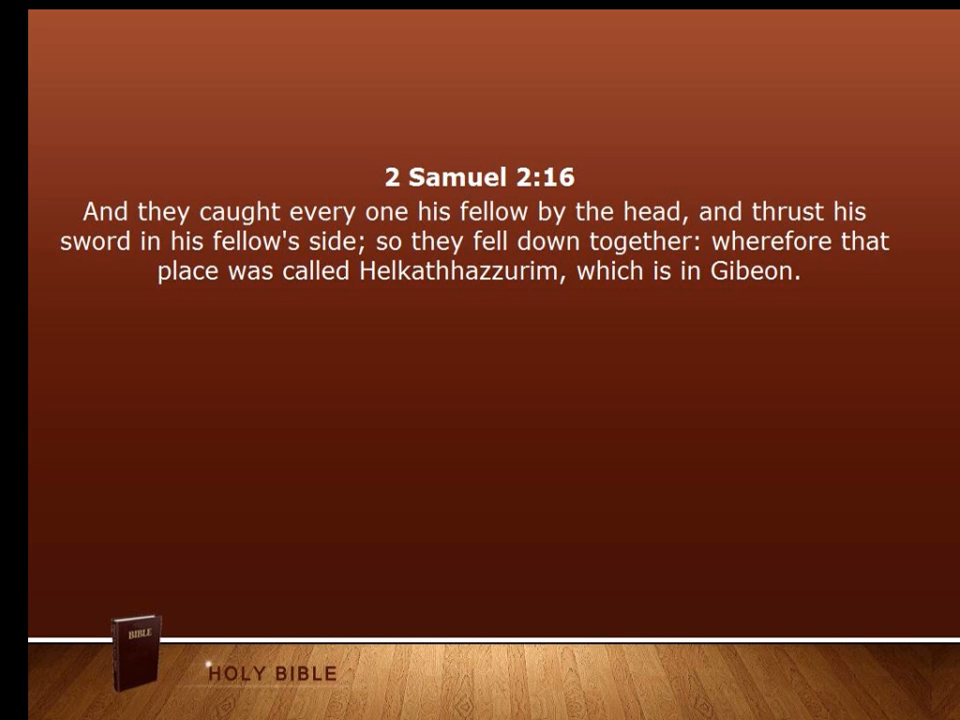 2 Samuel 2:16
And they caught every one his fellow by the head, and thrust his
sword in his fellow's side; so they fell down together: wherefore that
place was called Helkathhazzurim, which is in Gibeon.
BIBLE
HOLY BIBLE